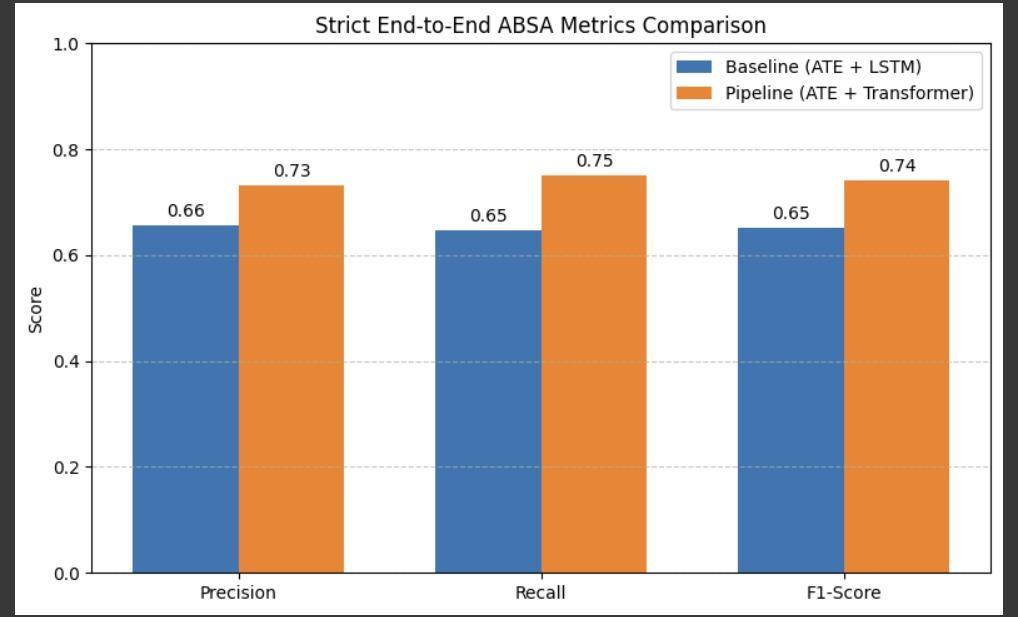 Strict End-to-End ABSA Metrics Comparison
Baseline (ATE + LSTM)
Pipeline (ATE + Transformer)
Score
1.0
0.8
0.6
0.4
0.2
0.0
0.66
0.73
0.65
0.75
0.65
0.74
Precision
Recall
F1-Score